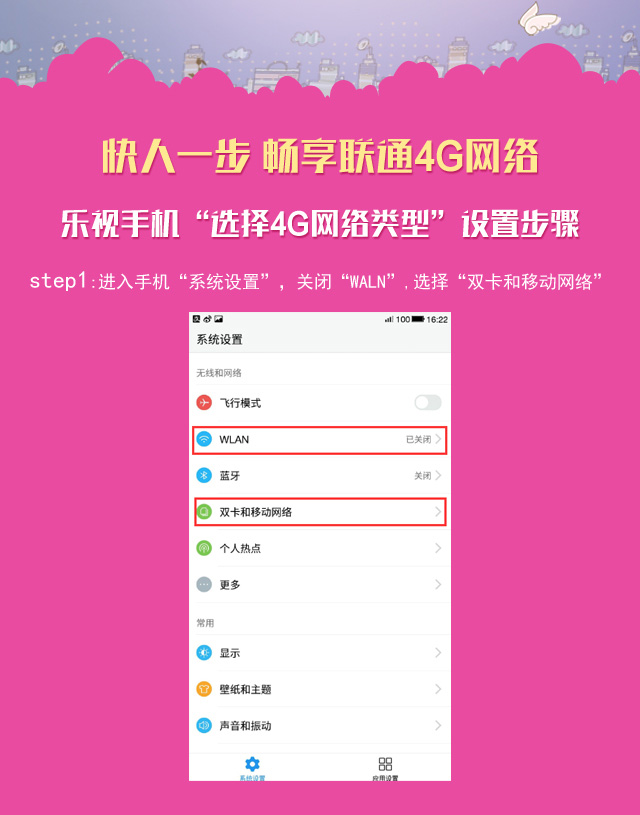 快人一步 畅享联通4G网络
乐视手机“选择4G网络类型”设置步骤
step1:进入手机“系统设置”，关闭“WALN”,选择“双卡和移动网络”
100 16:22
系统设置
无线和网络
飞行模式
WLAN 已关闭
蓝牙 关闭
双卡和移动网络
个人热点
更多
常用
显示
壁纸和主题
声音和振动
系统设置 应用设置